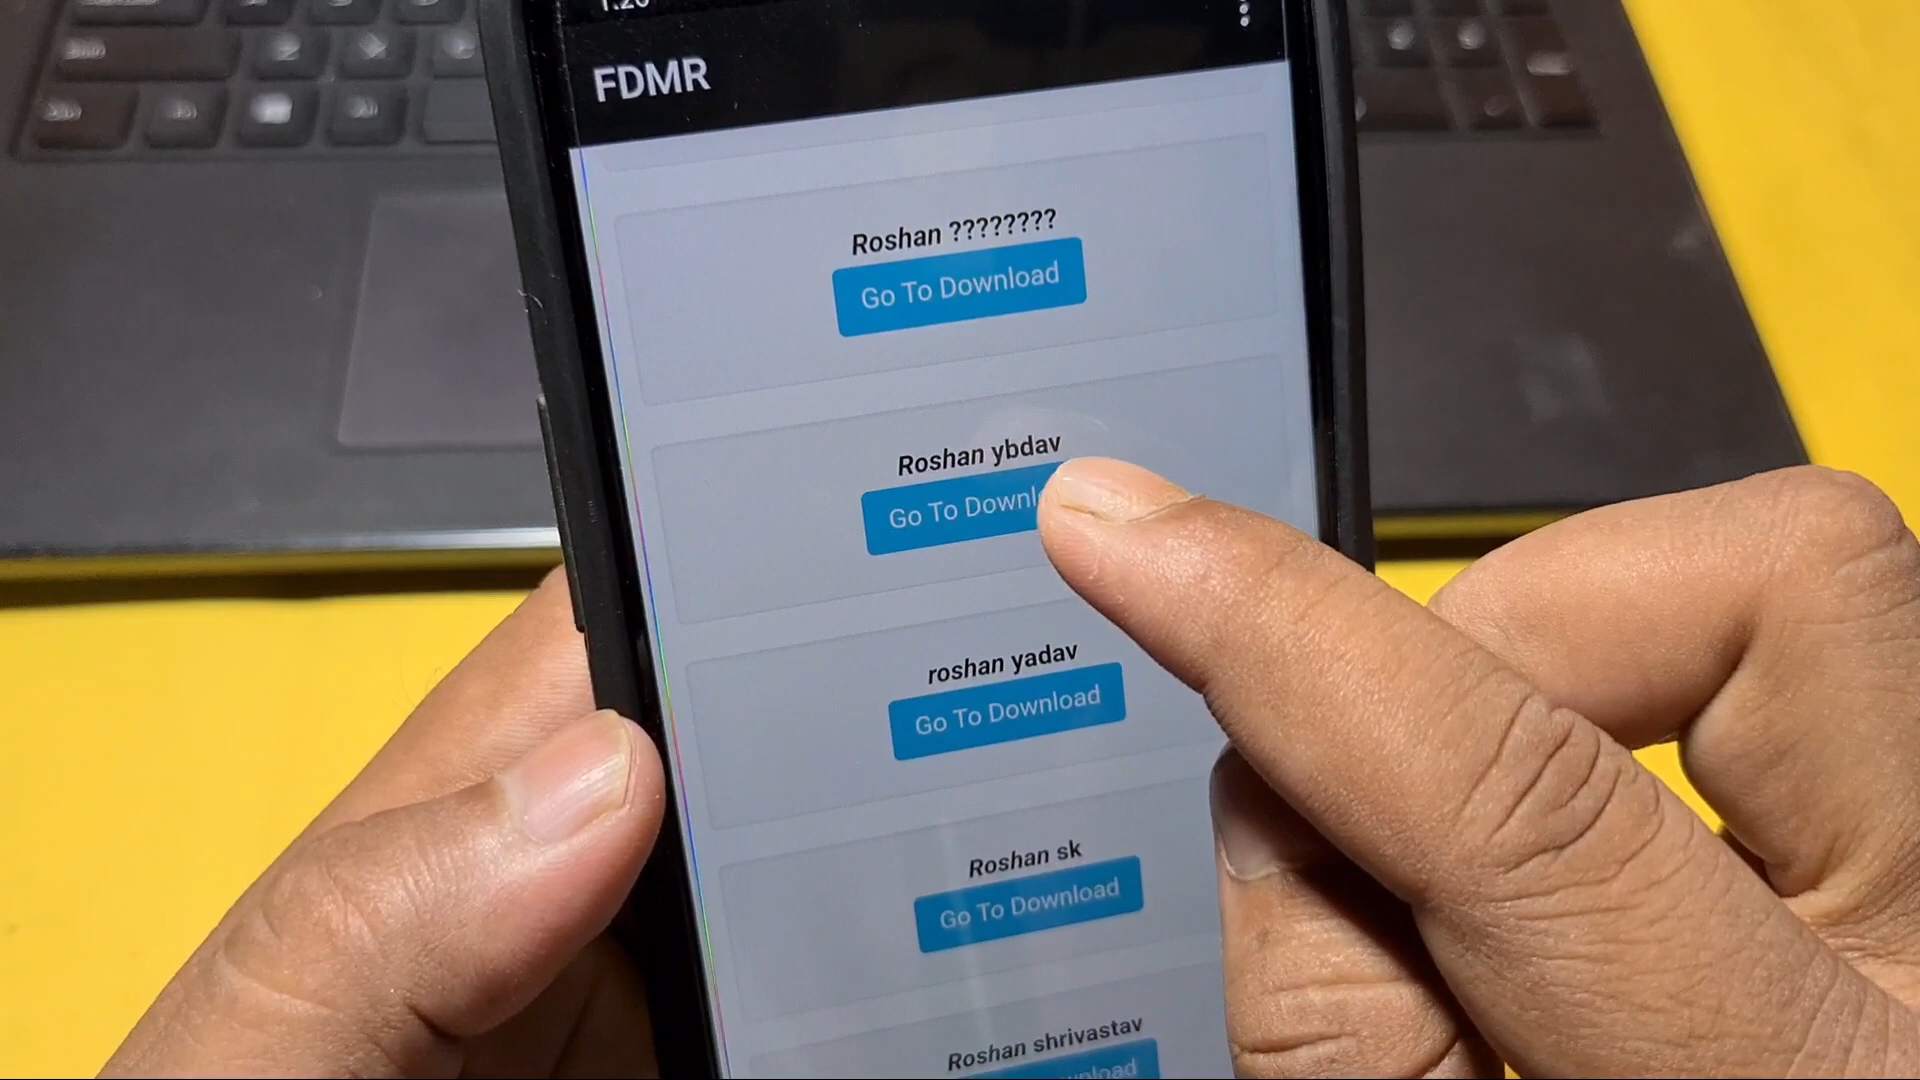 FDMR
Roshan ????????
Go To Download
Roshan ybdav
Go To Downl
roshan yadav
Go To Download
Roshan sk
Go To Download
Roshan shrivastav